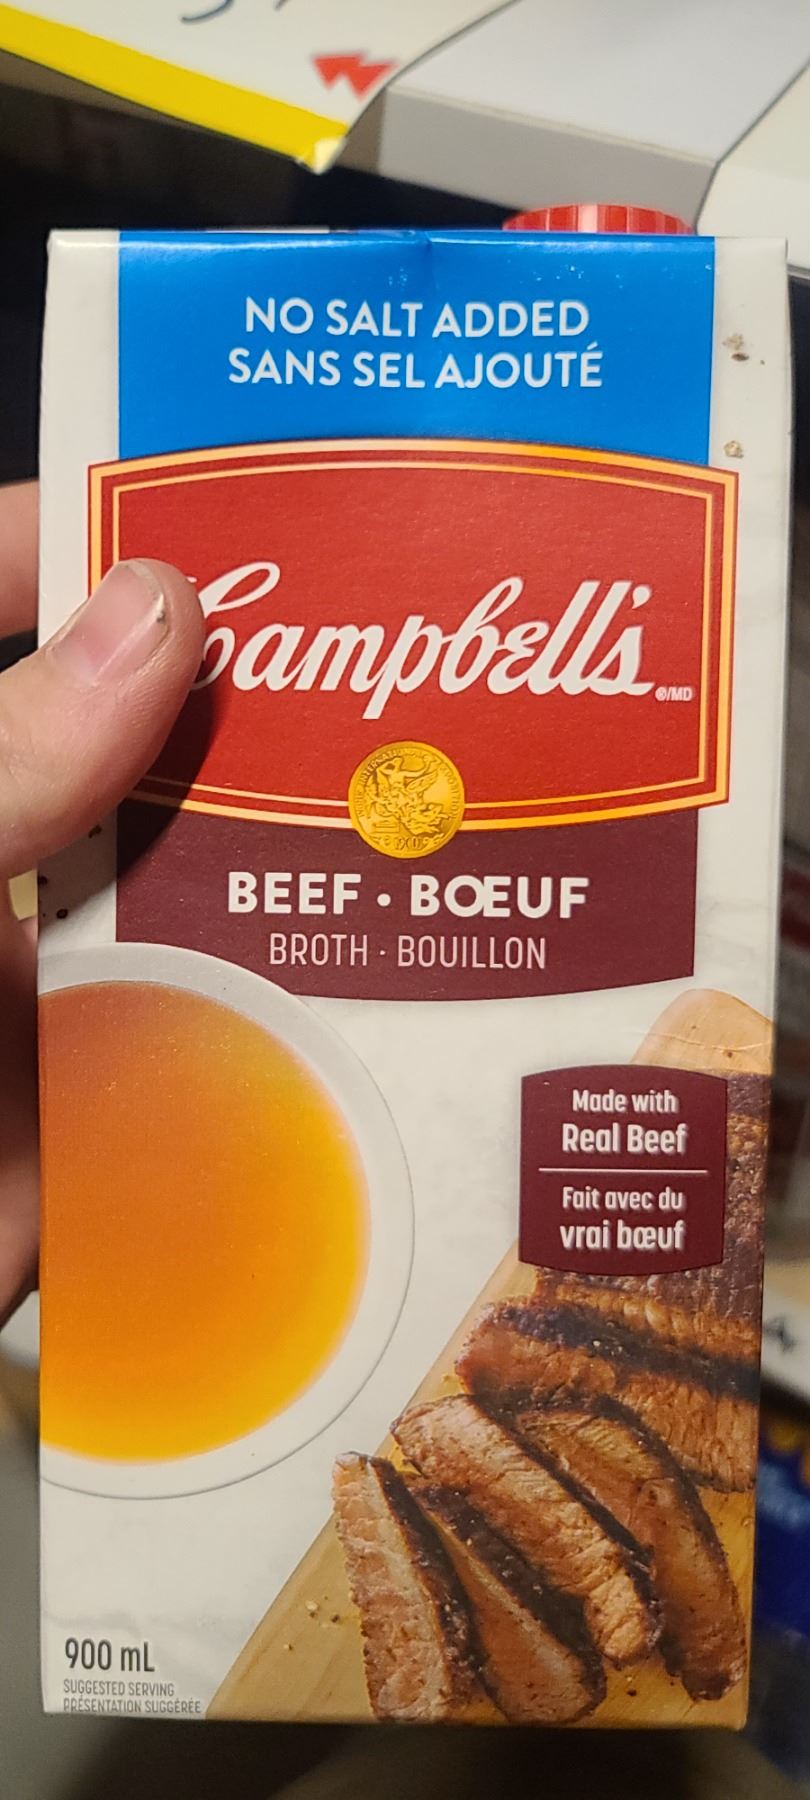 NO SALT ADDED
SANS SEL AJOUTÉ
Campbell's
®/MD
BEEF · BŒUF
BROTH · BOUILLON
Made with
Real Beef
Fait avec du
vrai bœuf
900 mL
SUGGESTED SERVING
PRÉSENTATION SUGGÉRÉE